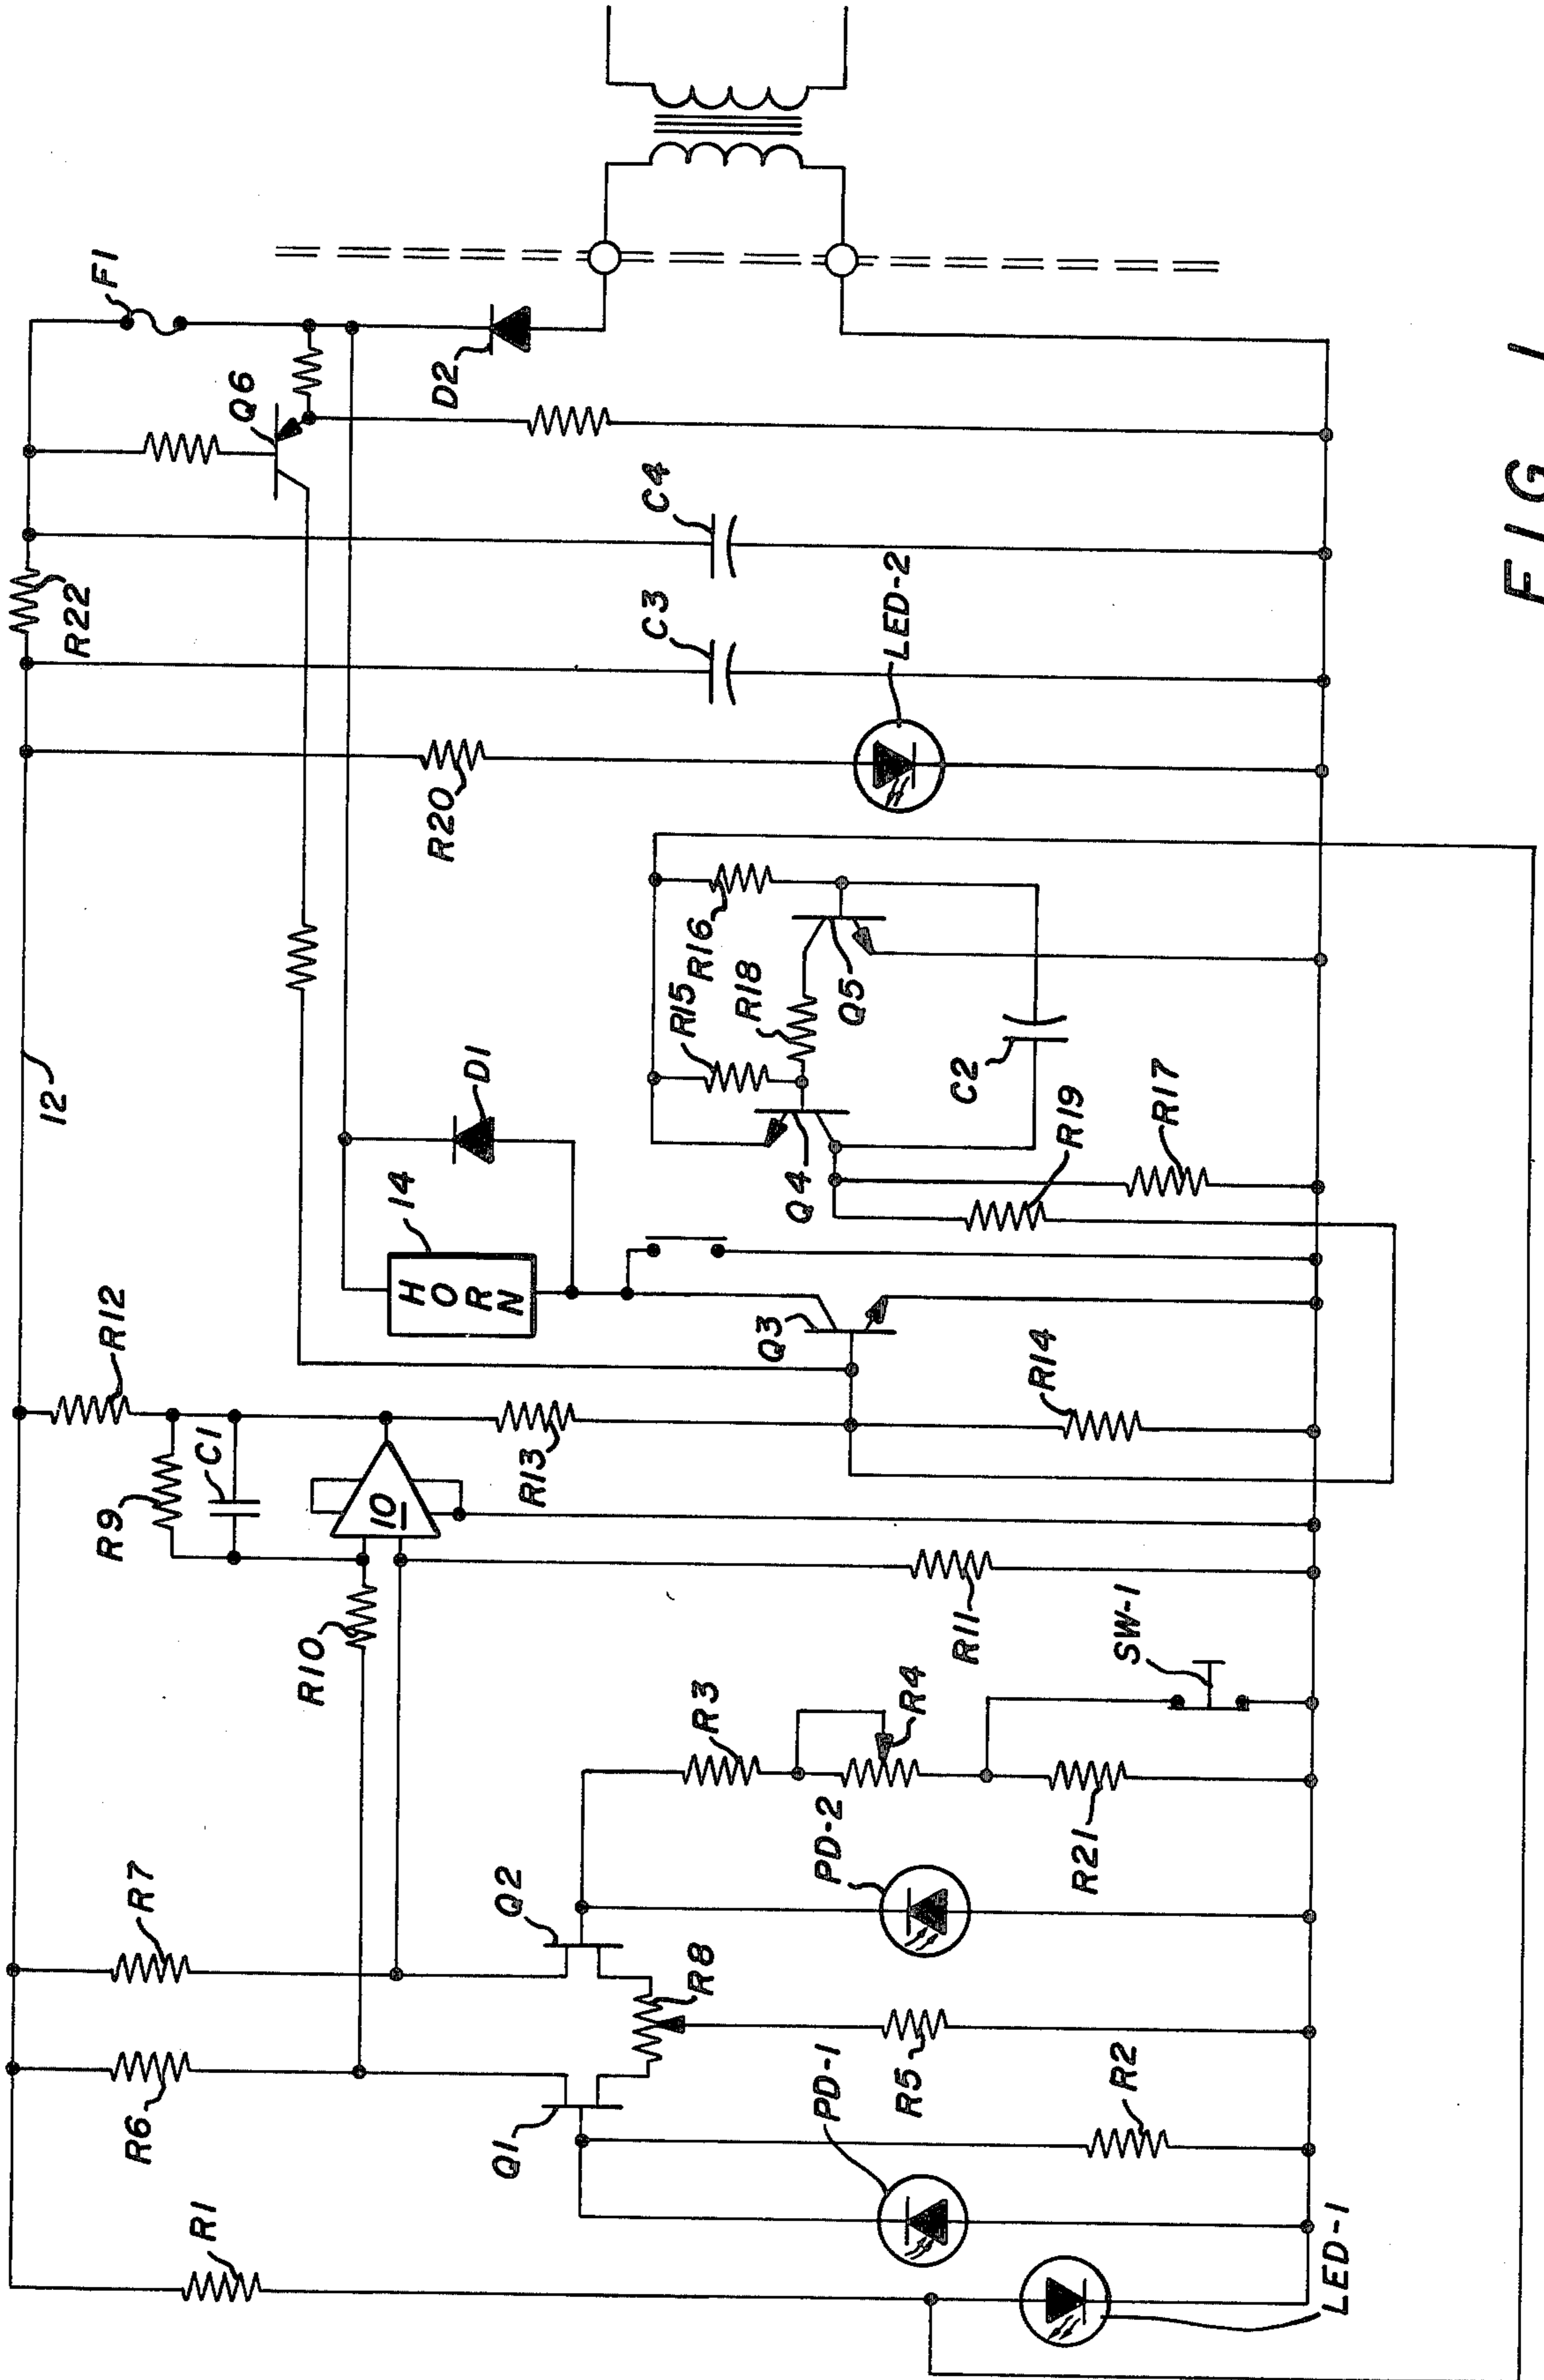 F1
Q6
D2
R22
C4
C3
LED-2
R20
12
R16
R15
R18
Q5
C2
D1
R19
R17
Q4
14
HORN
R12
Q3
R14
R9
C1
10
R13
R10
R11
SW-1
R3
R4
R7
Q2
PD-2
R21
R8
R6
Q1
PD-1
R5
R2
R1
LED-1
FIG 1